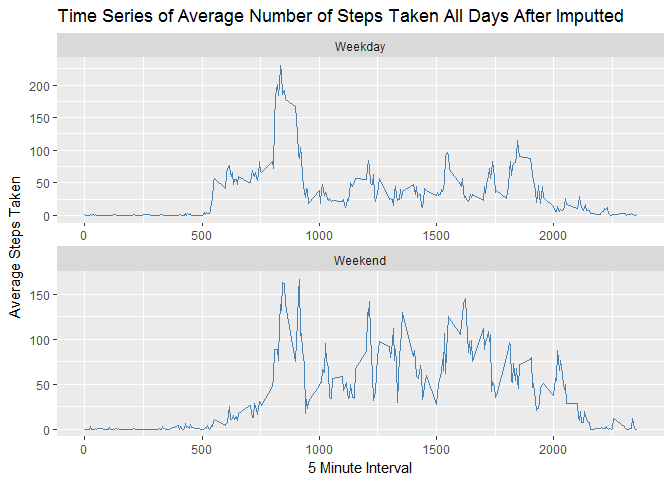 Time Series of Average Number of Steps Taken All Days After Imputted
Weekday
200
150
100
50
0
0 500 1000 1500 2000
Average Steps Taken
Weekend
150
100
50
0
0 500 1000 1500 2000
5 Minute Interval